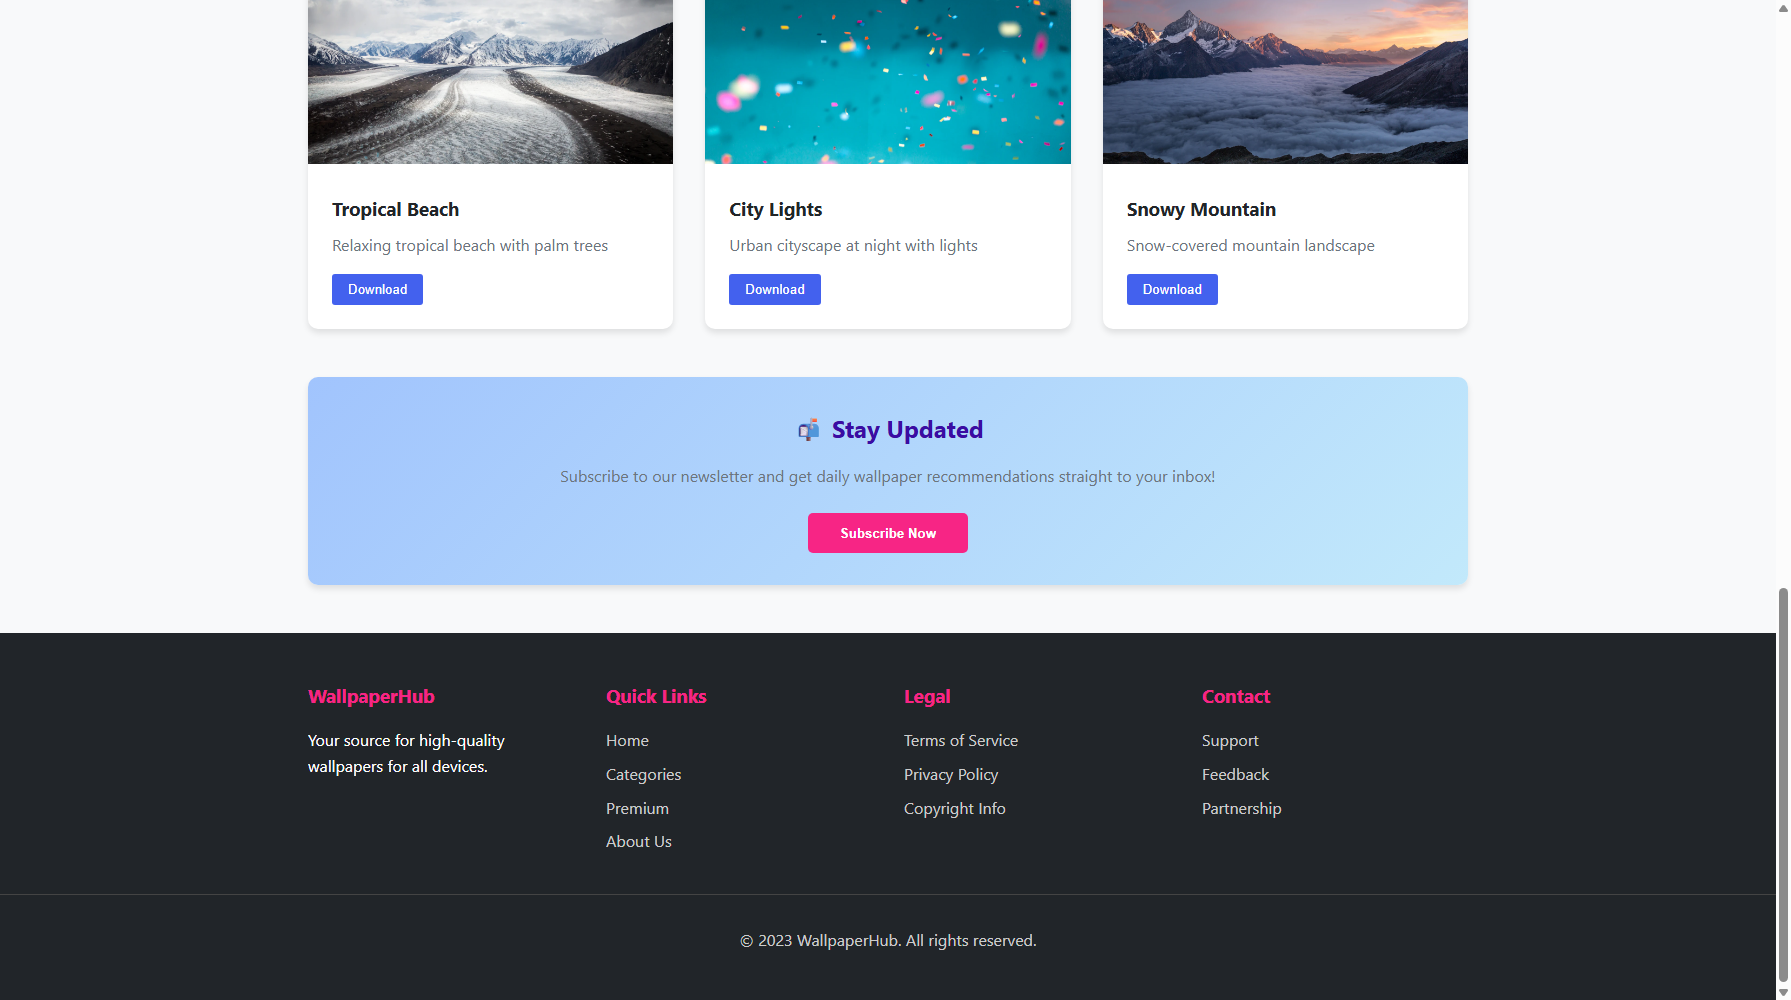 Tropical Beach
Relaxing tropical beach with palm trees
Download
City Lights
Urban cityscape at night with lights
Download
Snowy Mountain
Snow-covered mountain landscape
Download
📬 Stay Updated
Subscribe to our newsletter and get daily wallpaper recommendations straight to your inbox!
Subscribe Now
WallpaperHub
Your source for high-quality
wallpapers for all devices.
Quick Links
Home
Categories
Premium
About Us
Legal
Terms of Service
Privacy Policy
Copyright Info
Contact
Support
Feedback
Partnership
© 2023 WallpaperHub. All rights reserved.